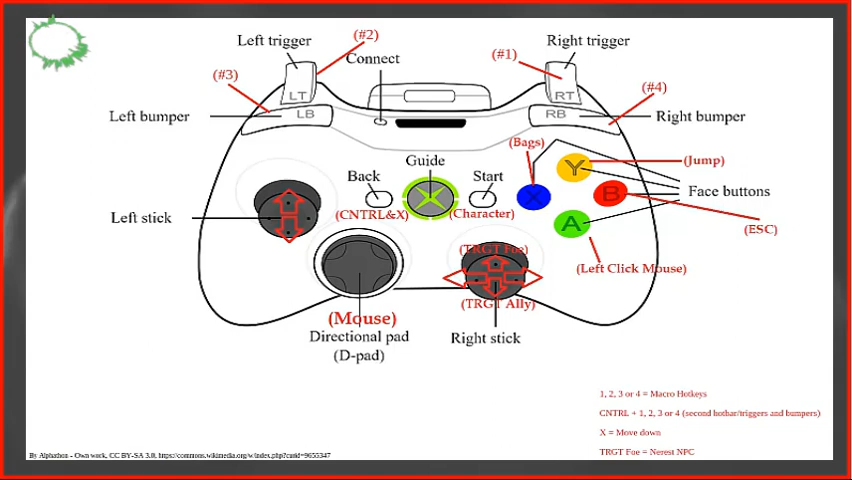 Left trigger
(#2)
Connect
(#1)
Right trigger
(#3)
(#4)
LT
RT
Left bumper
LB
RB
Right bumper
(Bags)
Guide
(Jump)
Back
Start
Y
X
B
Face buttons
(CNTRL&X)
(Character)
Left stick
A
(ESC)
(TRGT Foe)
(Left Click Mouse)
(TRGT Ally)
(Mouse)
Directional pad
(D-pad)
Right stick
1, 2, 3 or 4 = Macro Hotkeys
CNTRL + 1, 2, 3 or 4 (second hotbar/triggers and bumpers)
X = Move down
TRGT Foe = Nerest NPC
By Alphathon - Own work, CC BY-SA 3.0, https://commons.wikimedia.org/w/index.php?curid=9655347